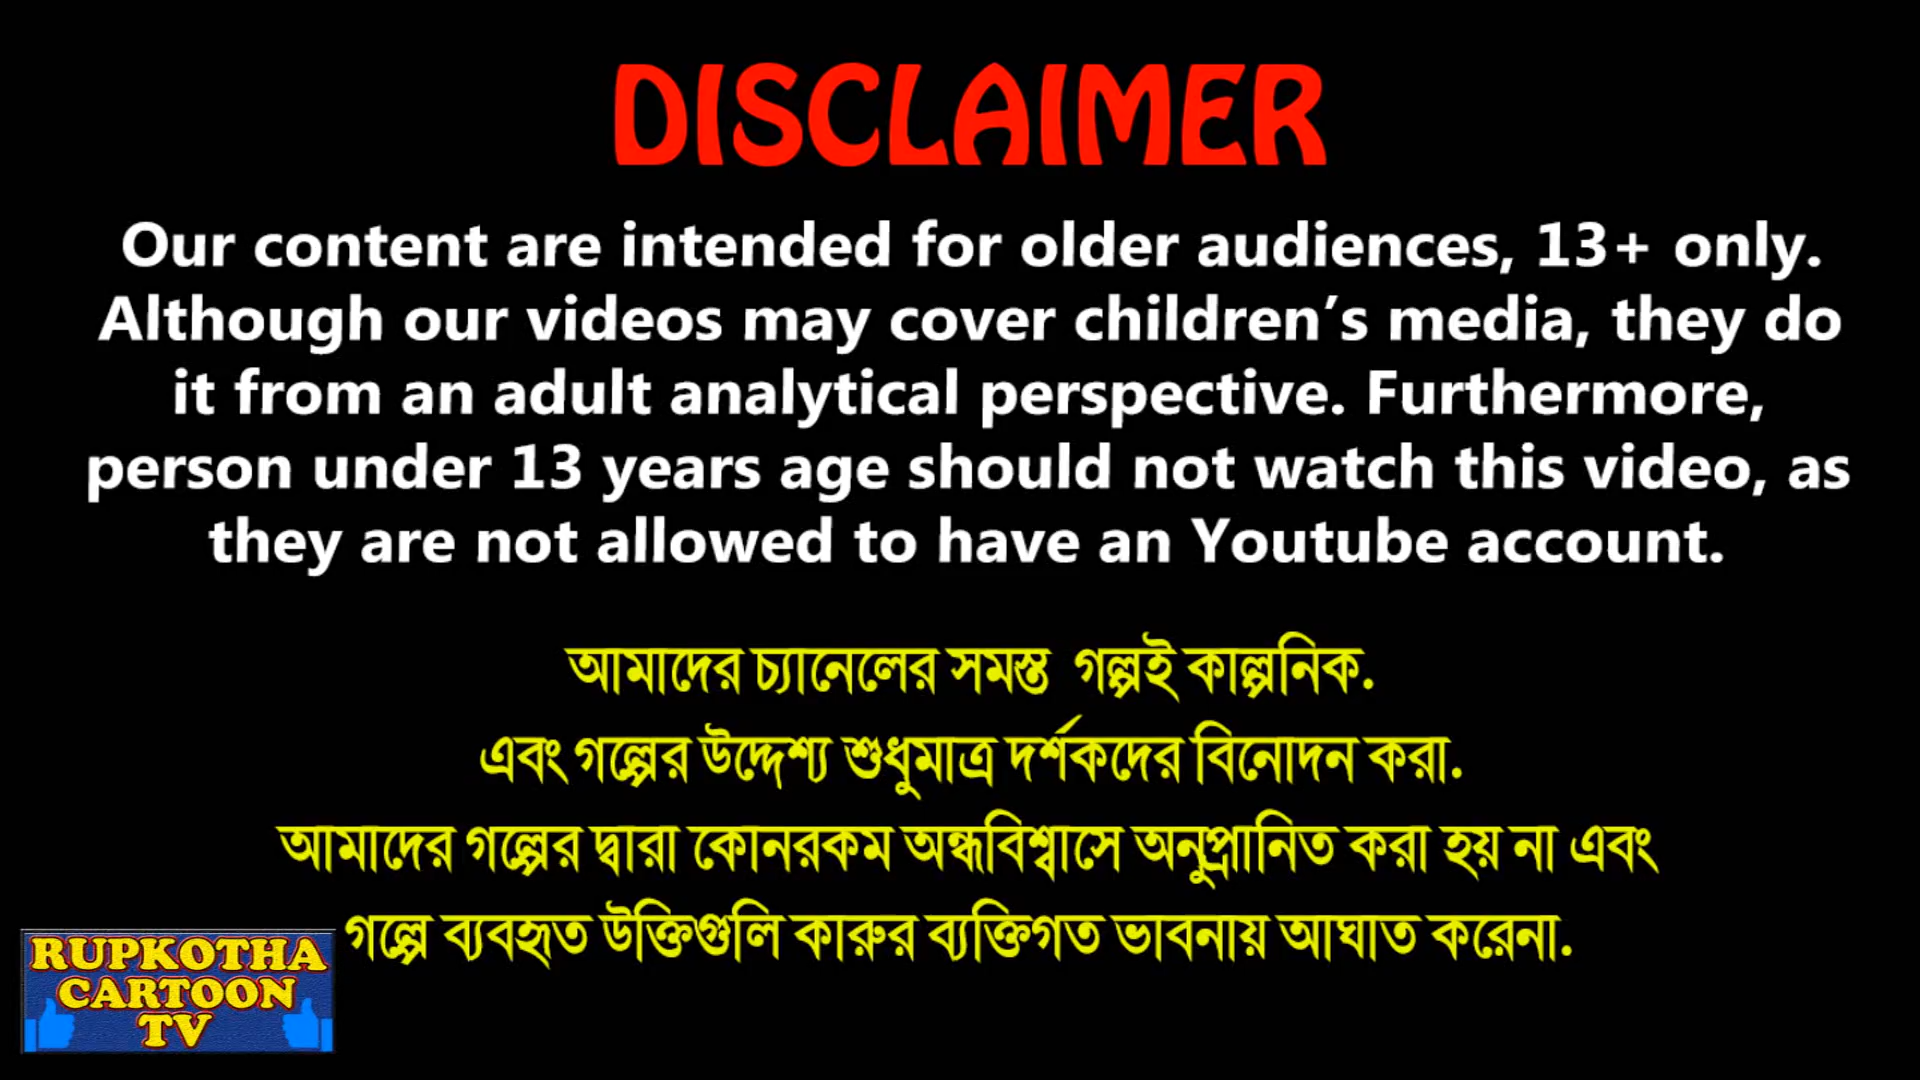 DISCLAIMER
Our content are intended for older audiences, 13+ only.
Although our videos may cover children’s media, they do
it from an adult analytical perspective. Furthermore,
person under 13 years age should not watch this video, as
they are not allowed to have an Youtube account.
আমাদের চ্যানেলের সমস্ত গল্পই কাল্পনিক.
এবং গল্পের উদ্দেশ্য শুধুমাত্র দর্শকদের বিনোদন করা.
আমাদের গল্পের দ্বারা কোনরকম অন্ধবিশ্বাসে অনুপ্রানিত করা হয় না এবং
গল্পে ব্যবহৃত উক্তিগুলি কারুর ব্যক্তিগত ভাবনায় আঘাত করেনা.
RUPKOTHA
CARTOON
TV